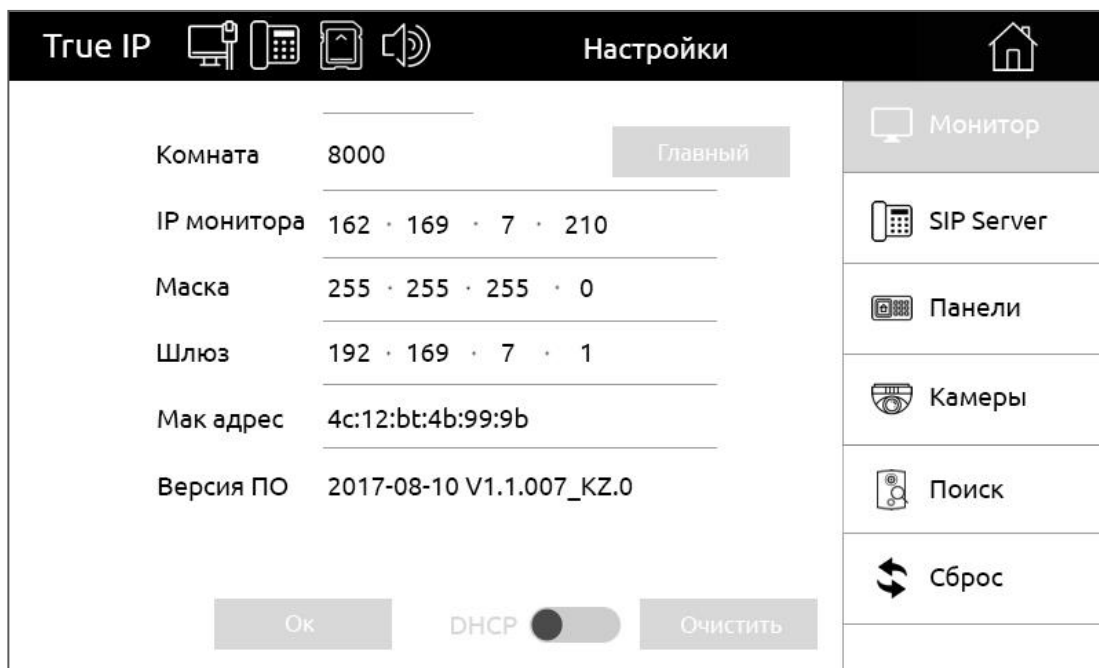 True IP Настройки
Комната 8000 Главный
IP монитора 162 · 169 · 7 · 210
Маска 255 · 255 · 255 · 0
Шлюз 192 · 169 · 7 · 1
Мак адрес 4c:12:bt:4b:99:9b
Версия ПО 2017-08-10 V1.1.007_KZ.0
Ок DHCP Очистить
Монитор
SIP Server
Панели
Камеры
Поиск
Сброс